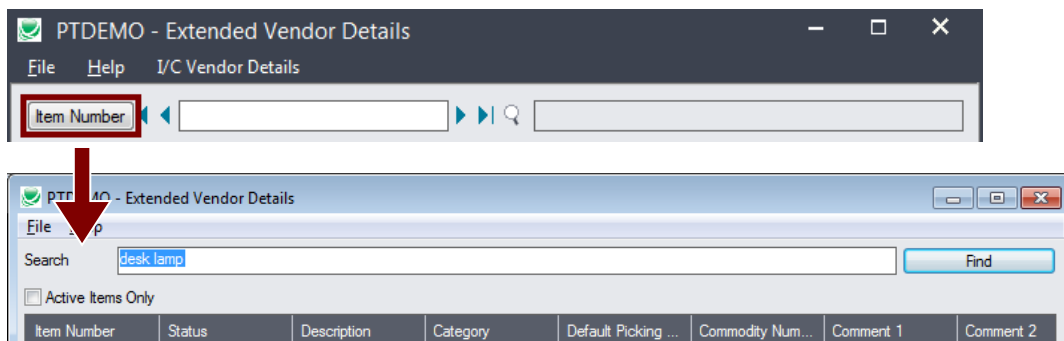 PTDEMO - Extended Vendor Details
File Help I/C Vendor Details
Item Number
- Extended Vendor Details
File
Search desk lamp Find
Active Items Only
Item Number Status Description Category Default Picking ... Commodity Num... Comment 1 Comment 2